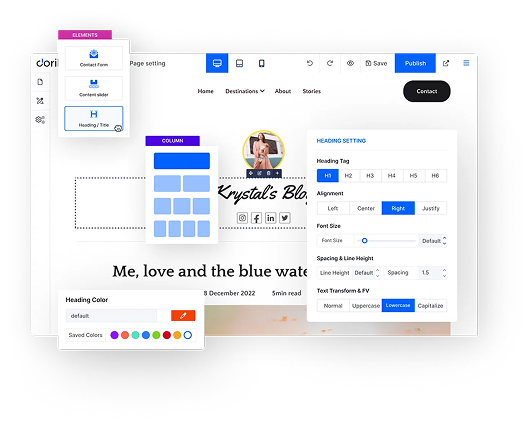 ELEMENTS
Contact Form
Content slider
Heading / Title
dorik
Page setting
Save
Publish
Home
Destinations
About
Stories
Contact
COLUMN
Krystal's Blog
Me, love and the blue wate
8 December 2022
5min read
HEADING SETTING
Heading Tag
H1 H2 H3 H4 H5 H6
Alignment
Left Center Right Justify
Font Size
Font Size Default
Spacing & Line Height
Line Height Default Spacing 1.5
Text Transform & FV
Normal Uppercase Lowercase Capitalize
Heading Color
default
Saved Colors